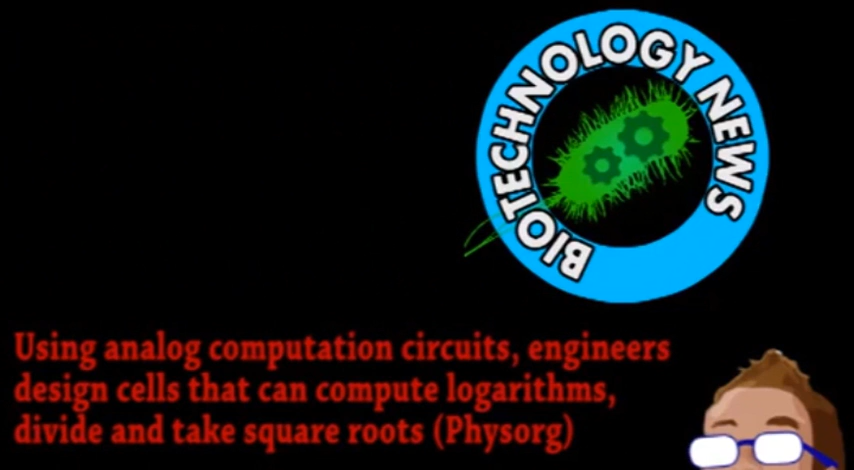 BIOTECHNOLOGY NEWS
Using analog computation circuits, engineers
design cells that can compute logarithms,
divide and take square roots (Physorg)